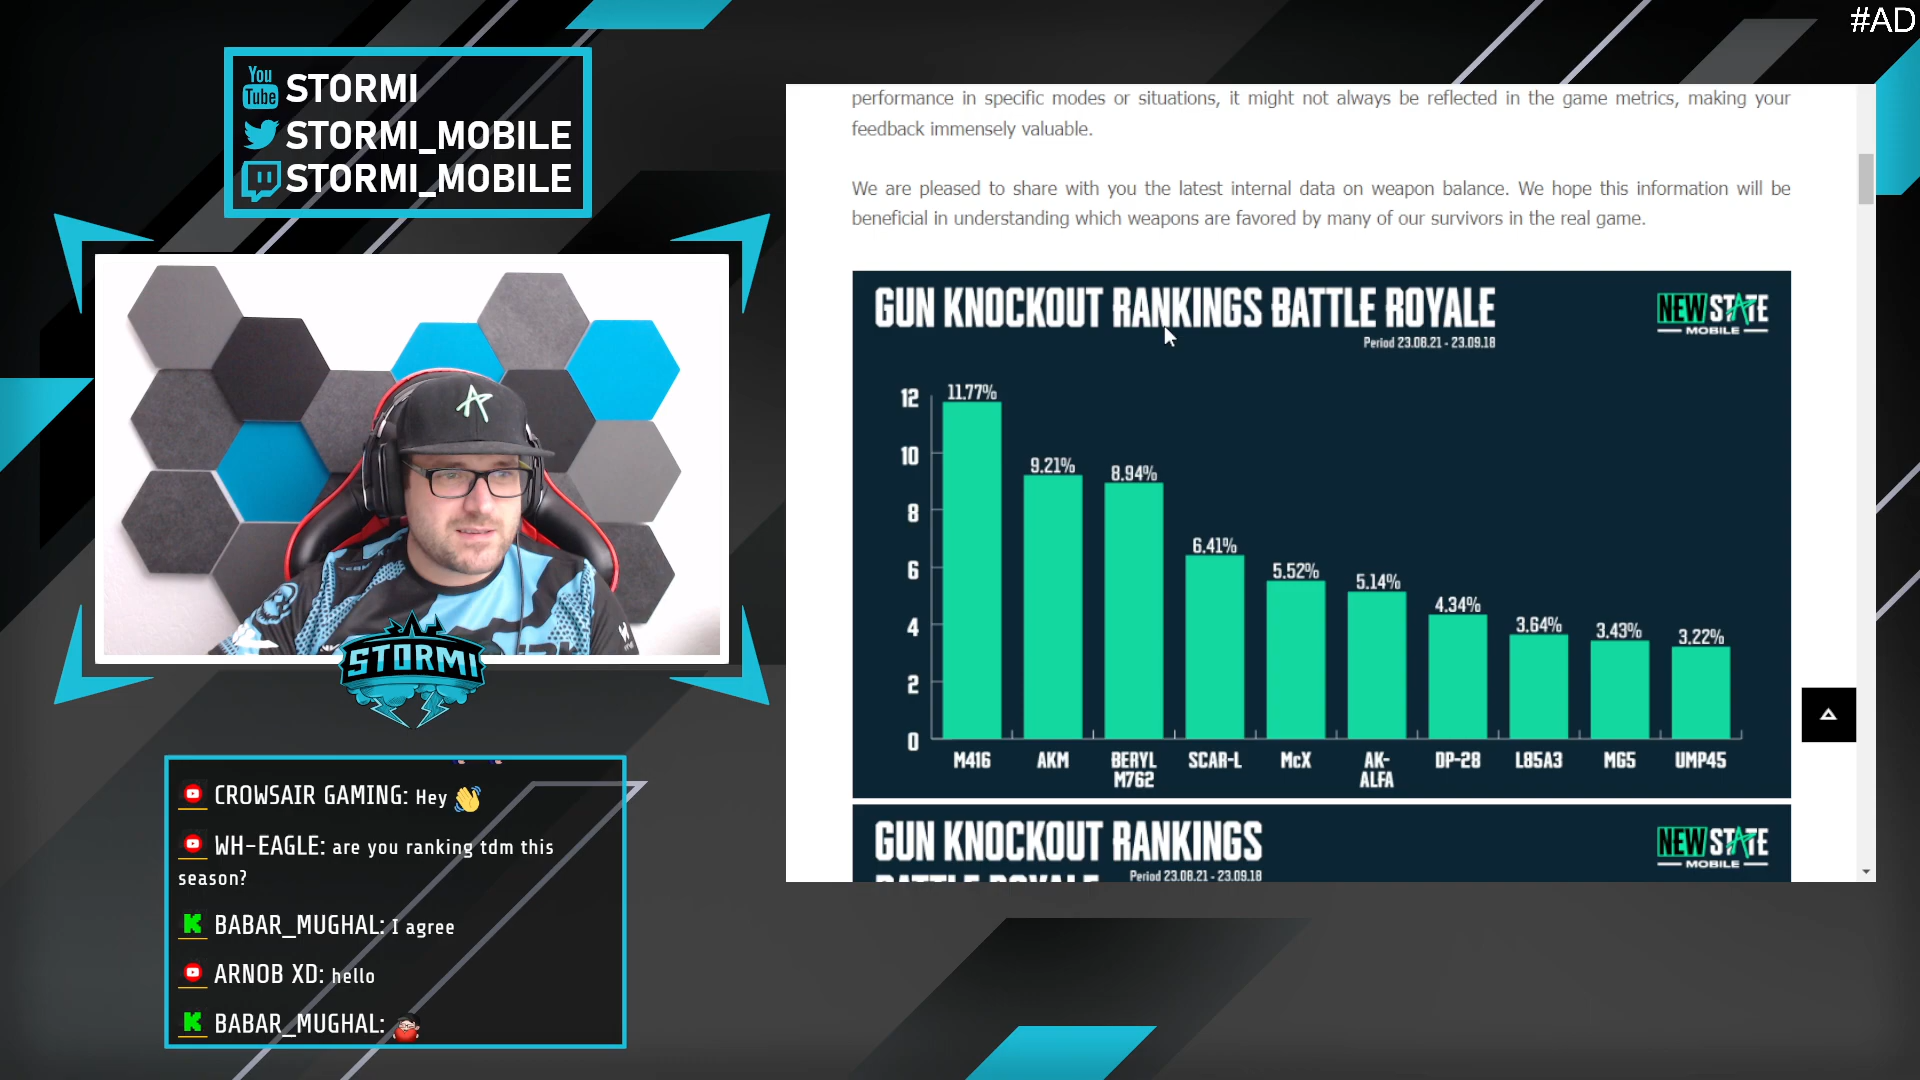 #AD
You
Tube STORMI
STORMI_MOBILE
STORMI_MOBILE
STORMI
CROWSAIR GAMING: Hey 👋
WH-EAGLE: are you ranking tdm this
season?
BABAR_MUGHAL: I agree
ARNOB XD: hello
BABAR_MUGHAL:
performance in specific modes or situations, it might not always be reflected in the game metrics, making your
feedback immensely valuable.
We are pleased to share with you the latest internal data on weapon balance. We hope this information will be
beneficial in understanding which weapons are favored by many of our survivors in the real game.
GUN KNOCKOUT RANKINGS BATTLE ROYALE
Period 23.08.21 - 23.09.18
NEW STATE
MOBILE
12
10
8
6
4
2
0
11.77%
9.21%
8.94%
6.41%
5.52%
5.14%
4.34%
3.64%
3.43%
3.22%
M416
AKM
BERYL
M762
SCAR-L
McX
AK-
ALFA
DP-28
L85A3
MG5
UMP45
GUN KNOCKOUT RANKINGS
BATTLE ROYALE
Period 23.08.21 - 23.09.18
NEW STATE
MOBILE